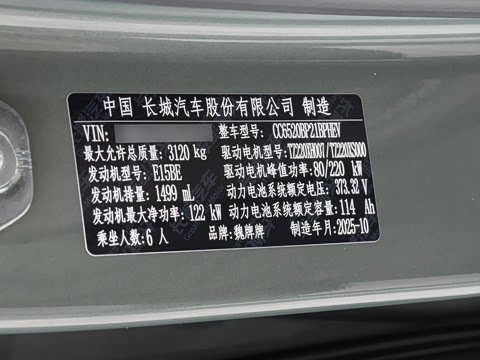 中国 长城汽车股份有限公司 制造
VIN: 整车型号: CC6520BP21BPHEV
最大允许总质量: 3120 kg 驱动电机型号: TZ220XH007/TZ220XS000
发动机型号: E15BE 驱动电机峰值功率: 80/220 kW
发动机排量: 1499 mL 动力电池系统额定电压: 373.32 V
发动机最大净功率: 122 kW 动力电池系统额定容量: 114 Ah
乘坐人数: 6 人 品牌: 魏牌牌 制造年月: 2025-10